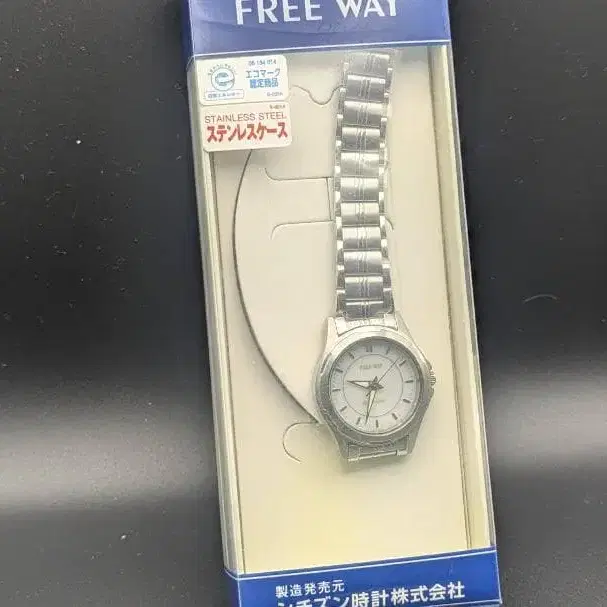 FREE WAY
エコマーク
認定商品
STAINLESS STEEL
ステンレスケース
FREE WAY
製造発売元
シチズン時計株式会社